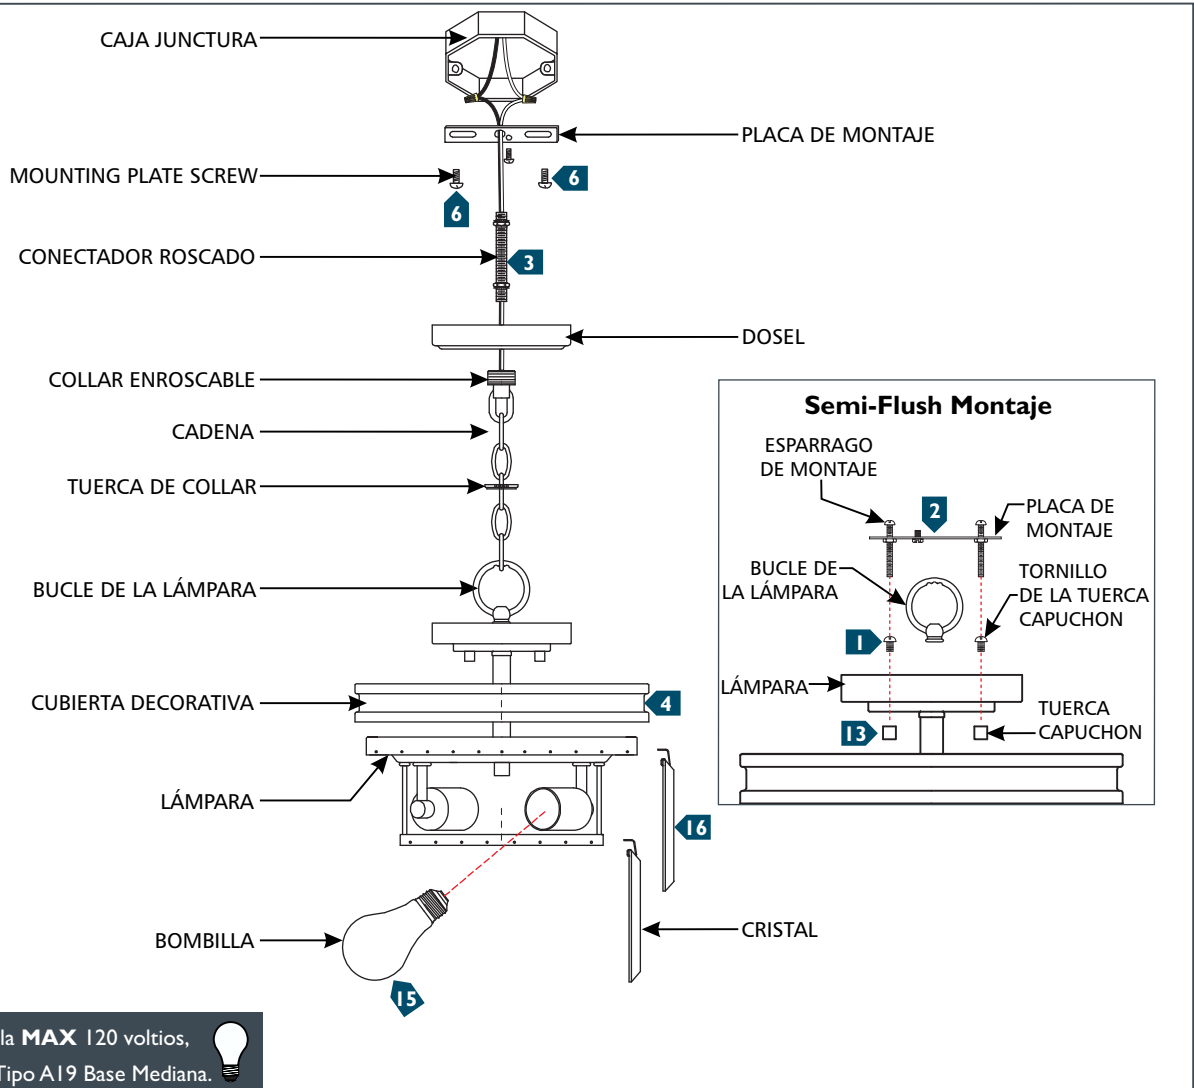 CAJA JUNCTURA
PLACA DE MONTAJE
MOUNTING PLATE SCREW
6
6
CONECTADOR ROSCADO
3
DOSEL
COLLAR ENROSCABLE
CADENA
TUERCA DE COLLAR
BUCLE DE LA LÁMPARA
CUBIERTA DECORATIVA
4
LÁMPARA
16
BOMBILLA
CRISTAL
15
Semi-Flush Montaje
ESPARRAGO
DE MONTAJE
2
PLACA DE
MONTAJE
BUCLE DE
LA LÁMPARA
TORNILLO
DE LA TUERCA
CAPUCHON
1
LÁMPARA
13
TUERCA
CAPUCHON
la MAX 120 voltios,
Tipo A19 Base Mediana.